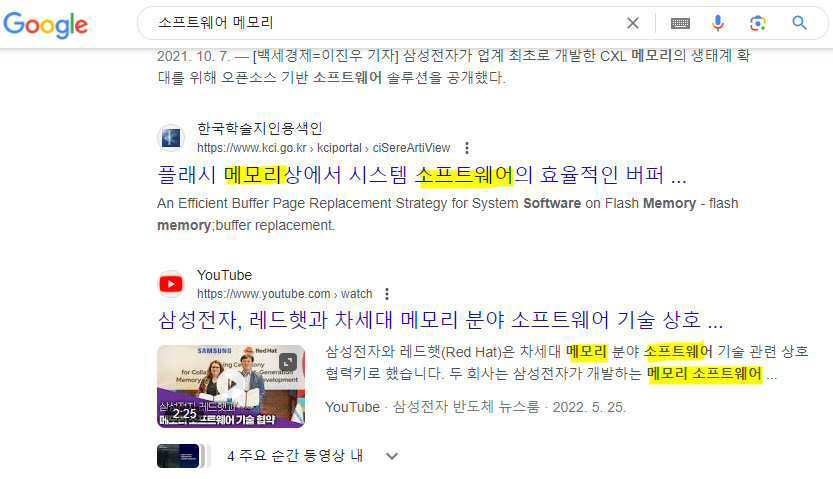 Google
소프트웨어 메모리
2021. 10. 7. — [백세경제=이진우 기자] 삼성전자가 업계 최초로 개발한 CXL 메모리의 생태계 확
대를 위해 오픈소스 기반 소프트웨어 솔루션을 공개했다.
한국학술지인용색인
https://www.kci.go.kr › kciportal › ciSereArtiView
플래시 메모리상에서 시스템 소프트웨어의 효율적인 버퍼 ...
An Efficient Buffer Page Replacement Strategy for System Software on Flash Memory - flash
memory;buffer replacement.
YouTube
https://www.youtube.com › watch
삼성전자, 레드햇과 차세대 메모리 분야 소프트웨어 기술 상호 ...
SAMSUNG RedHat
삼성전자 레드햇과
메모리 소프트웨어 기술 협약
2:25
삼성전자와 레드햇(Red Hat)은 차세대 메모리 분야 소프트웨어 기술 관련 상호
협력키로 했습니다. 두 회사는 삼성전자가 개발하는 메모리 소프트웨어 ...
YouTube · 삼성전자 반도체 뉴스룸 · 2022. 5. 25.
4 주요 순간 동영상 내